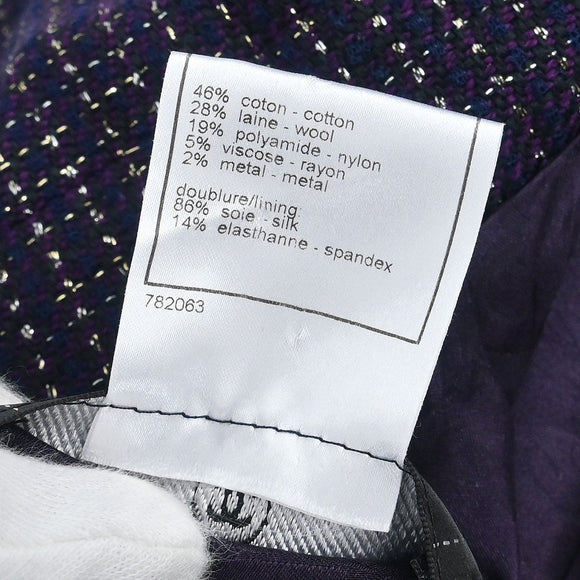 46% coton - cotton
28% laine - wool
19% polyamide - nylon
5% viscose - rayon
2% metal - metal
doublure/lining:
86% soie - silk
14% elasthanne - spandex
782063